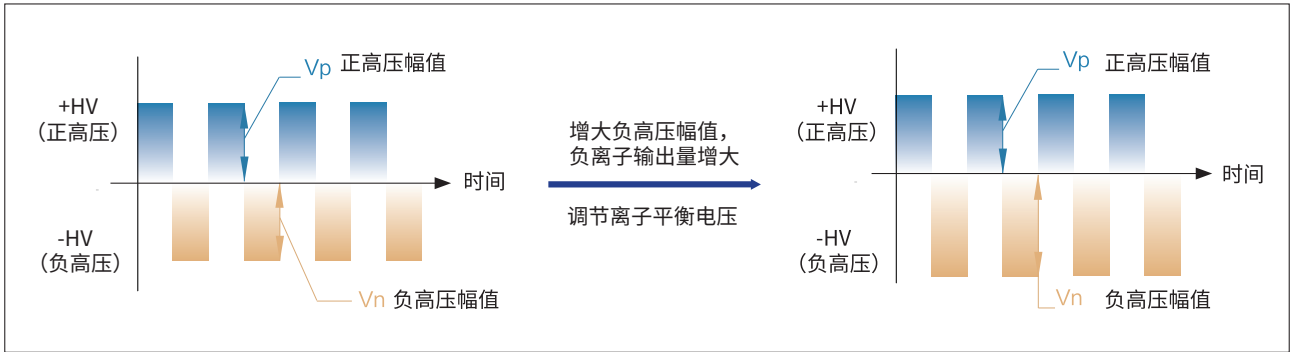 Vp 正高压幅值
+HV
(正高压)
时间
-HV
(负高压)
Vn 负高压幅值
增大负高压幅值，
负离子输出量增大
调节离子平衡电压
Vp 正高压幅值
+HV
(正高压)
时间
-HV
(负高压)
Vn 负高压幅值